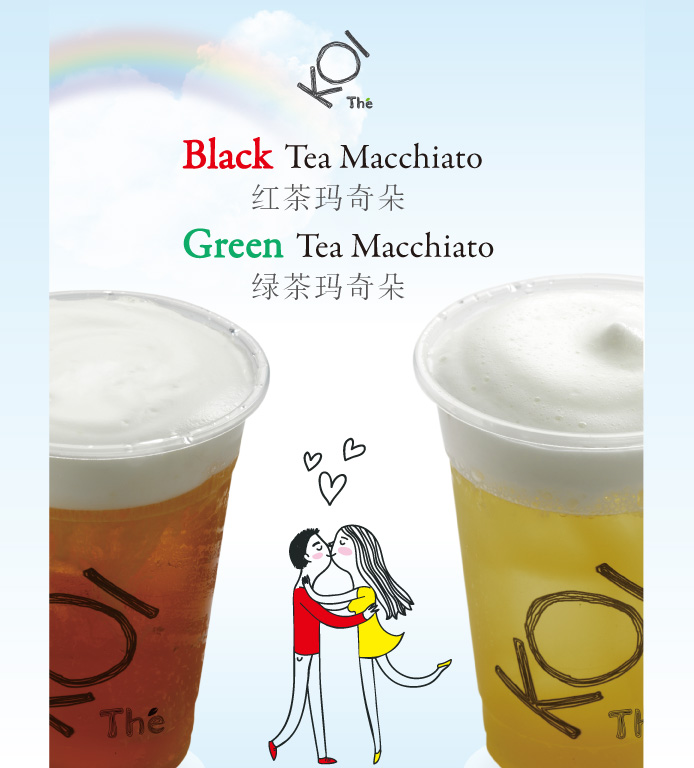 KOI
Thé
Black Tea Macchiato
红茶玛奇朵
Green Tea Macchiato
绿茶玛奇朵
KOI
Thé
KOI
Th